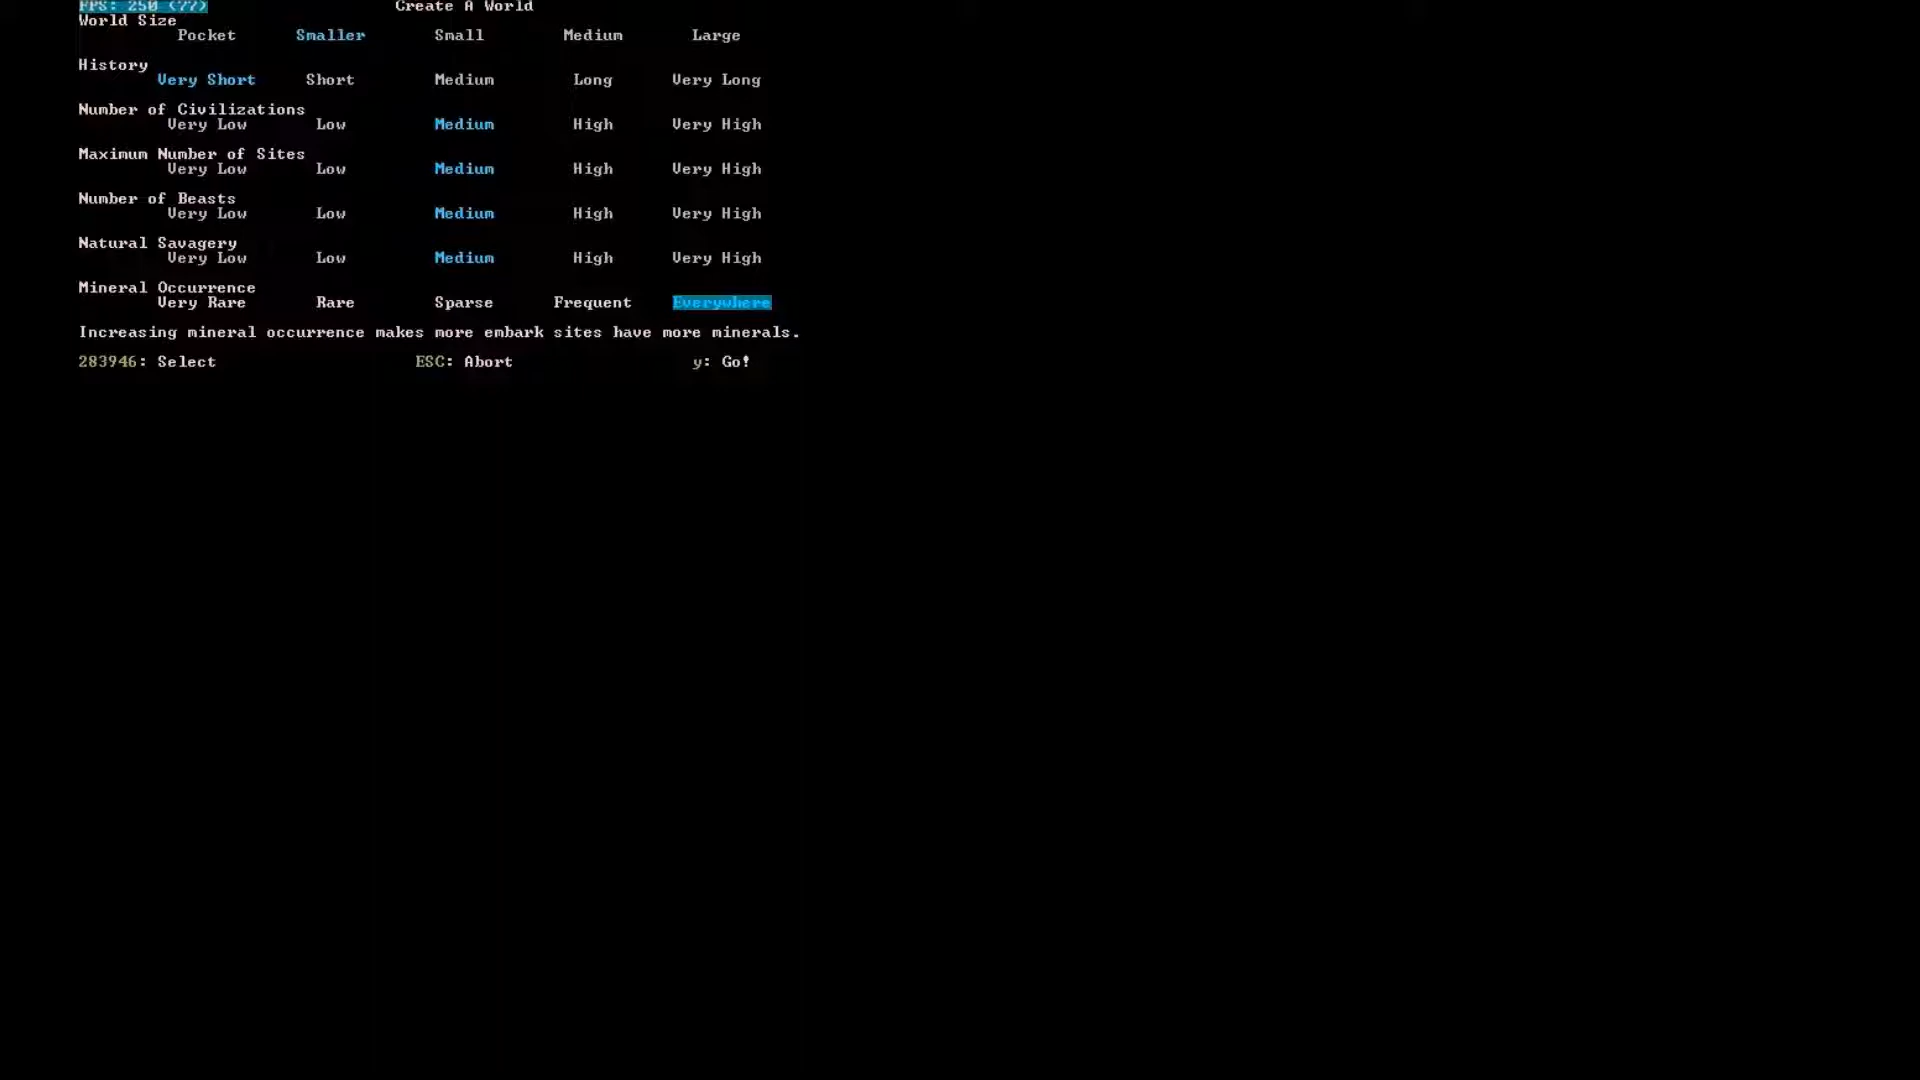 FPS: 250 (77) Create A World
World Size
Pocket Smaller Small Medium Large
History
Very Short Short Medium Long Very Long
Number of Civilizations
Very Low Low Medium High Very High
Maximum Number of Sites
Very Low Low Medium High Very High
Number of Beasts
Very Low Low Medium High Very High
Natural Savagery
Very Low Low Medium High Very High
Mineral Occurrence
Very Rare Rare Sparse Frequent Everywhere
Increasing mineral occurrence makes more embark sites have more minerals.
283946: Select ESC: Abort y: Go!